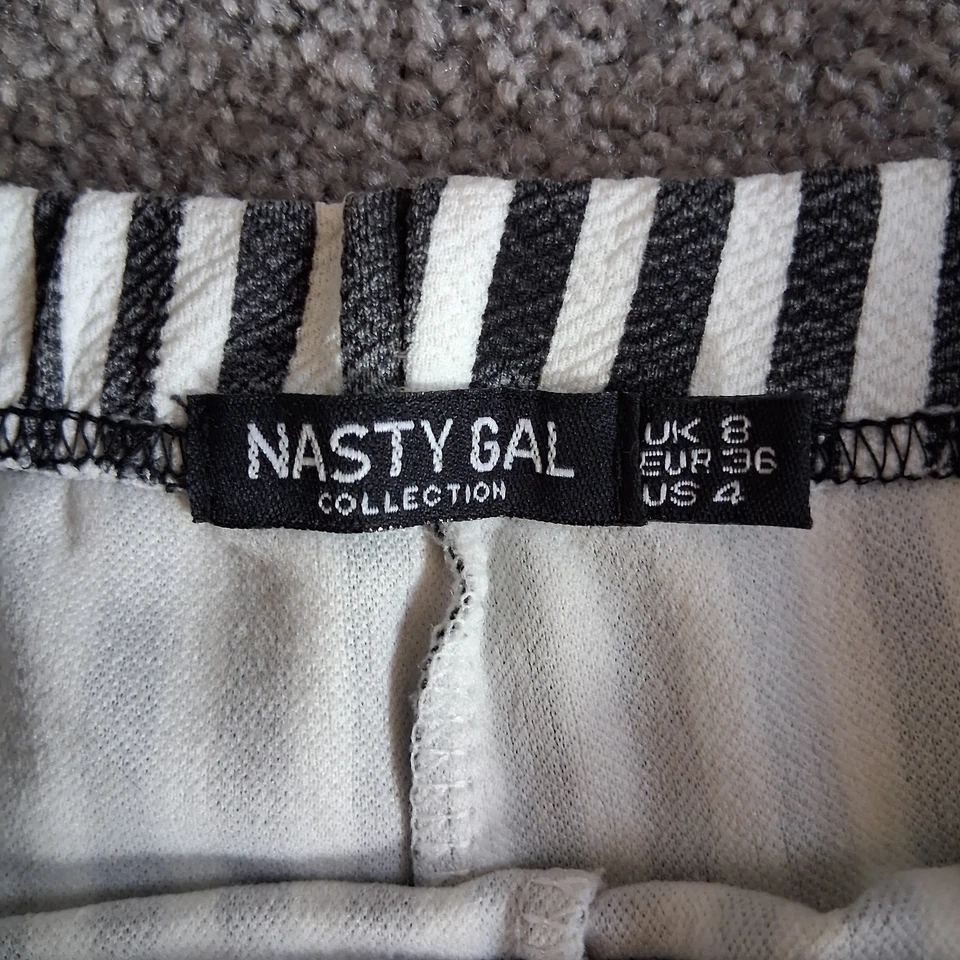 NASTY GAL
COLLECTION
UK 8
EUR 36
US 4